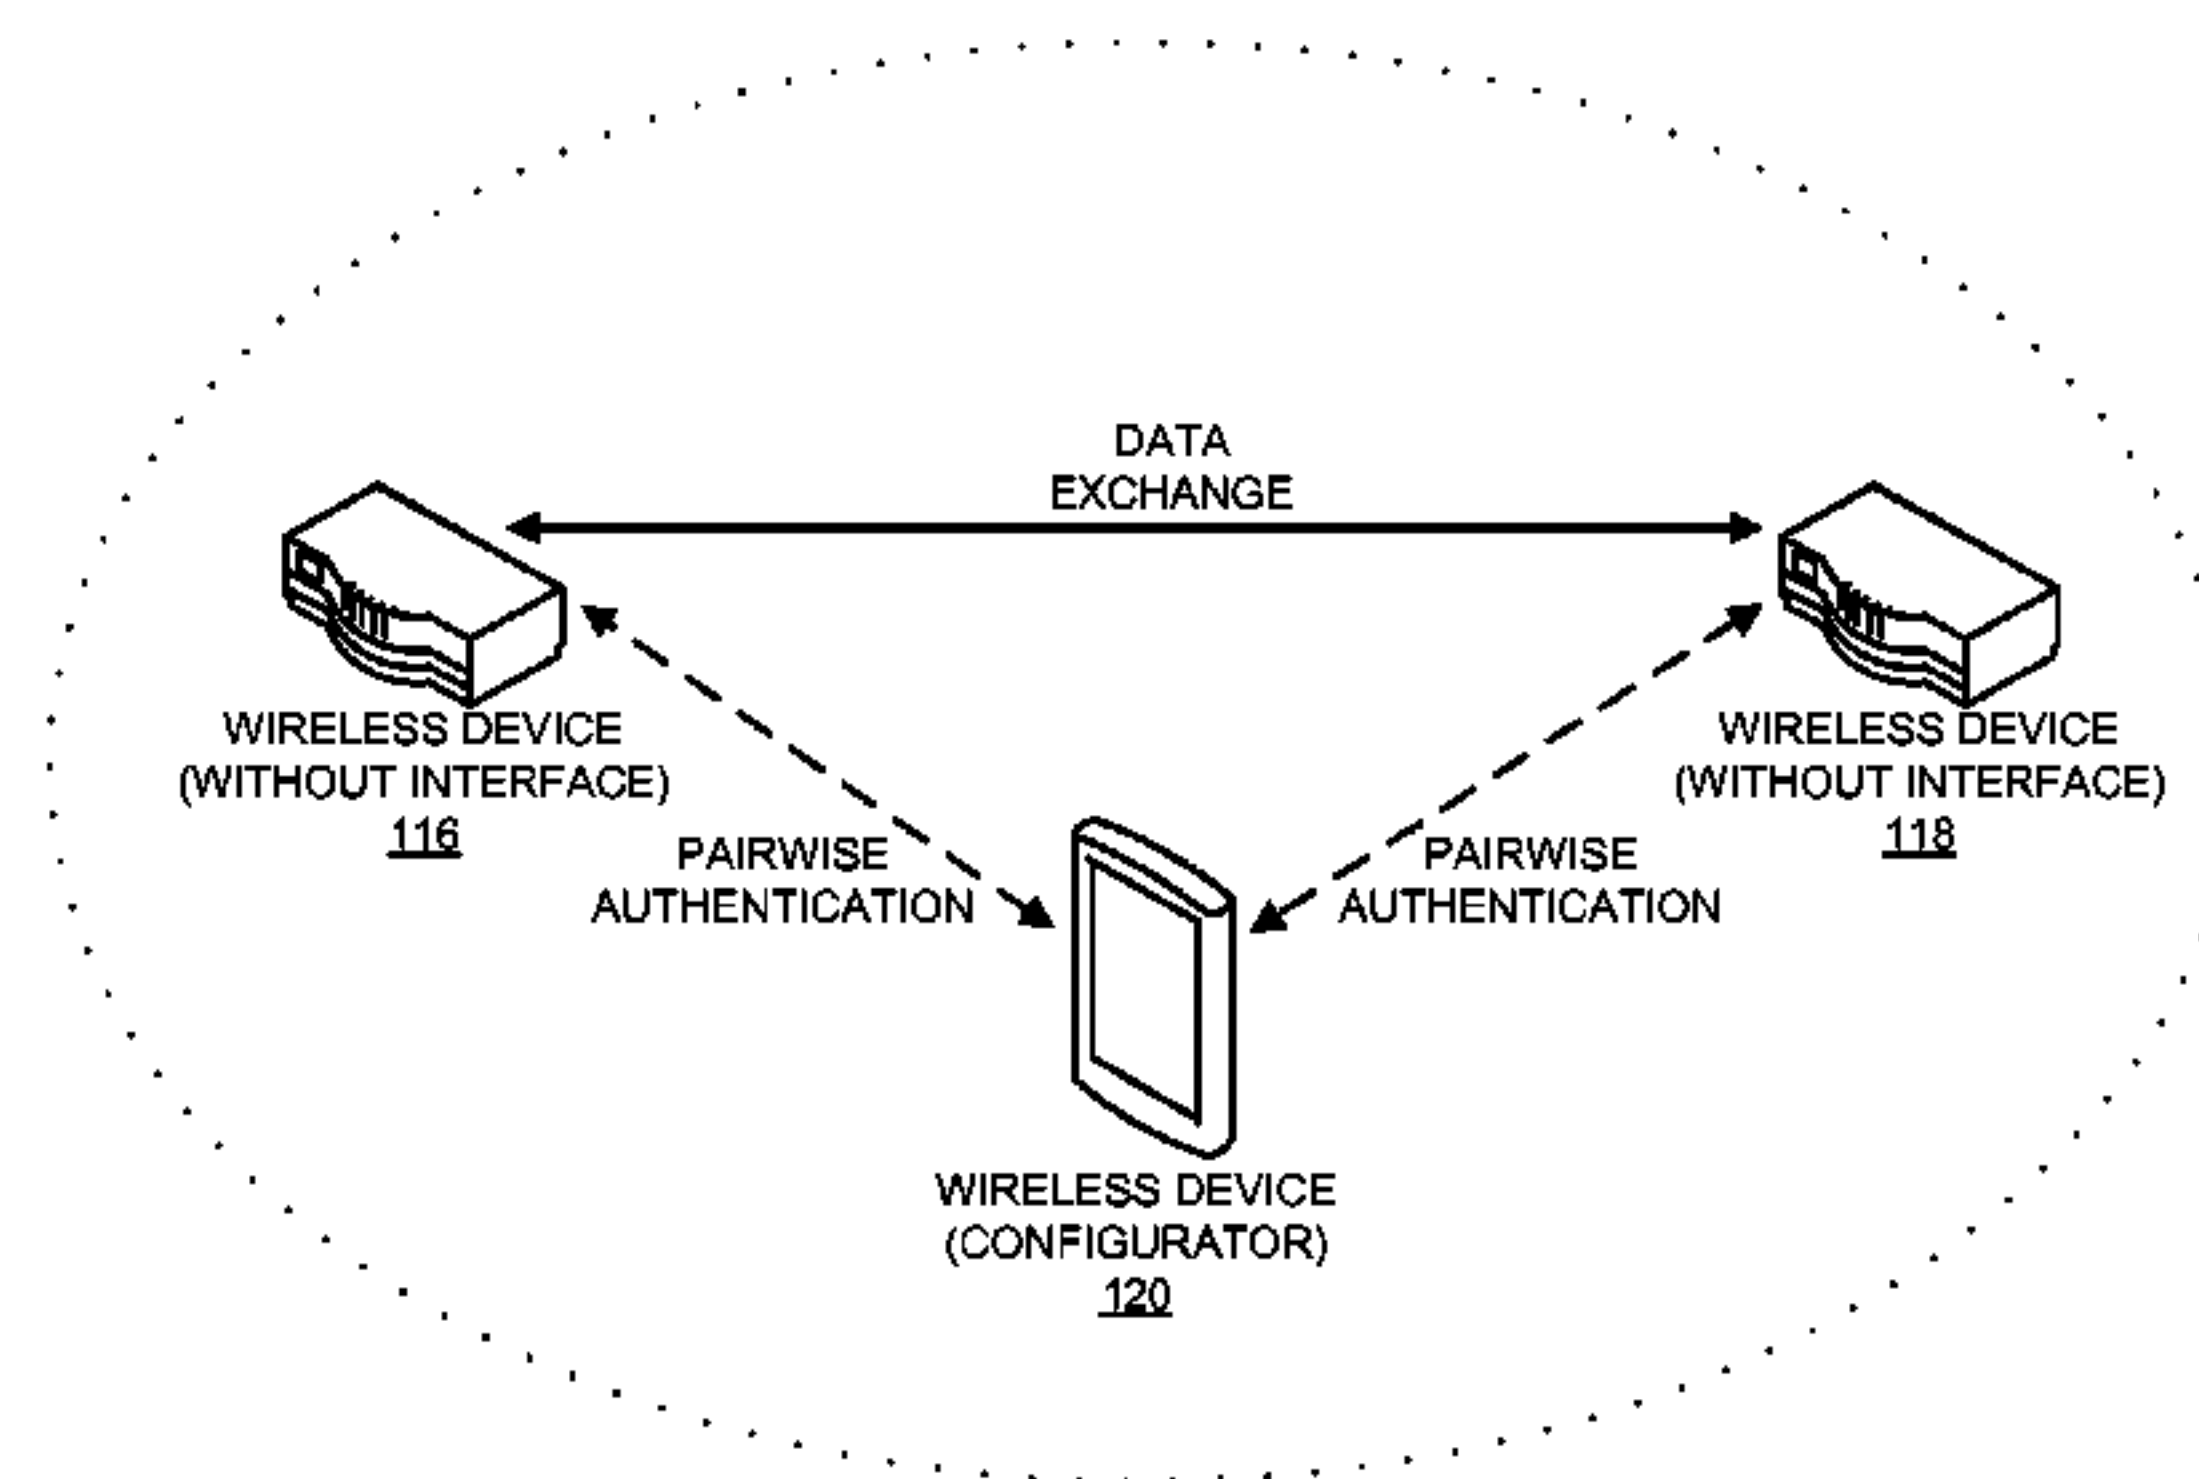 DATA
EXCHANGE
WIRELESS DEVICE
(WITHOUT INTERFACE)
116
WIRELESS DEVICE
(WITHOUT INTERFACE)
118
PAIRWISE
AUTHENTICATION
PAIRWISE
AUTHENTICATION
WIRELESS DEVICE
(CONFIGURATOR)
120